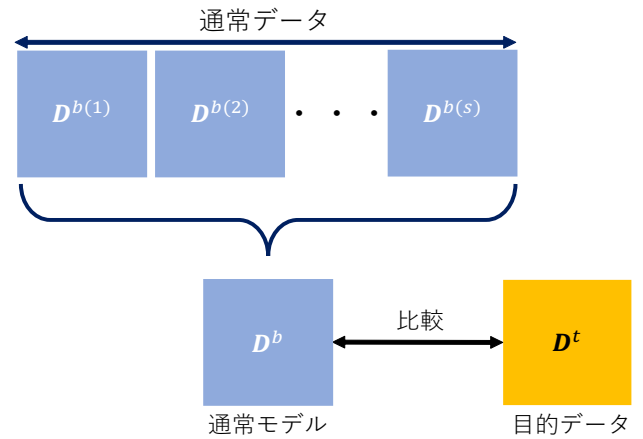 通常データ
D^{b(1)} D^{b(2)} ・・・ D^{b(s)}
比較
D^b D^t
通常モデル 目的データ